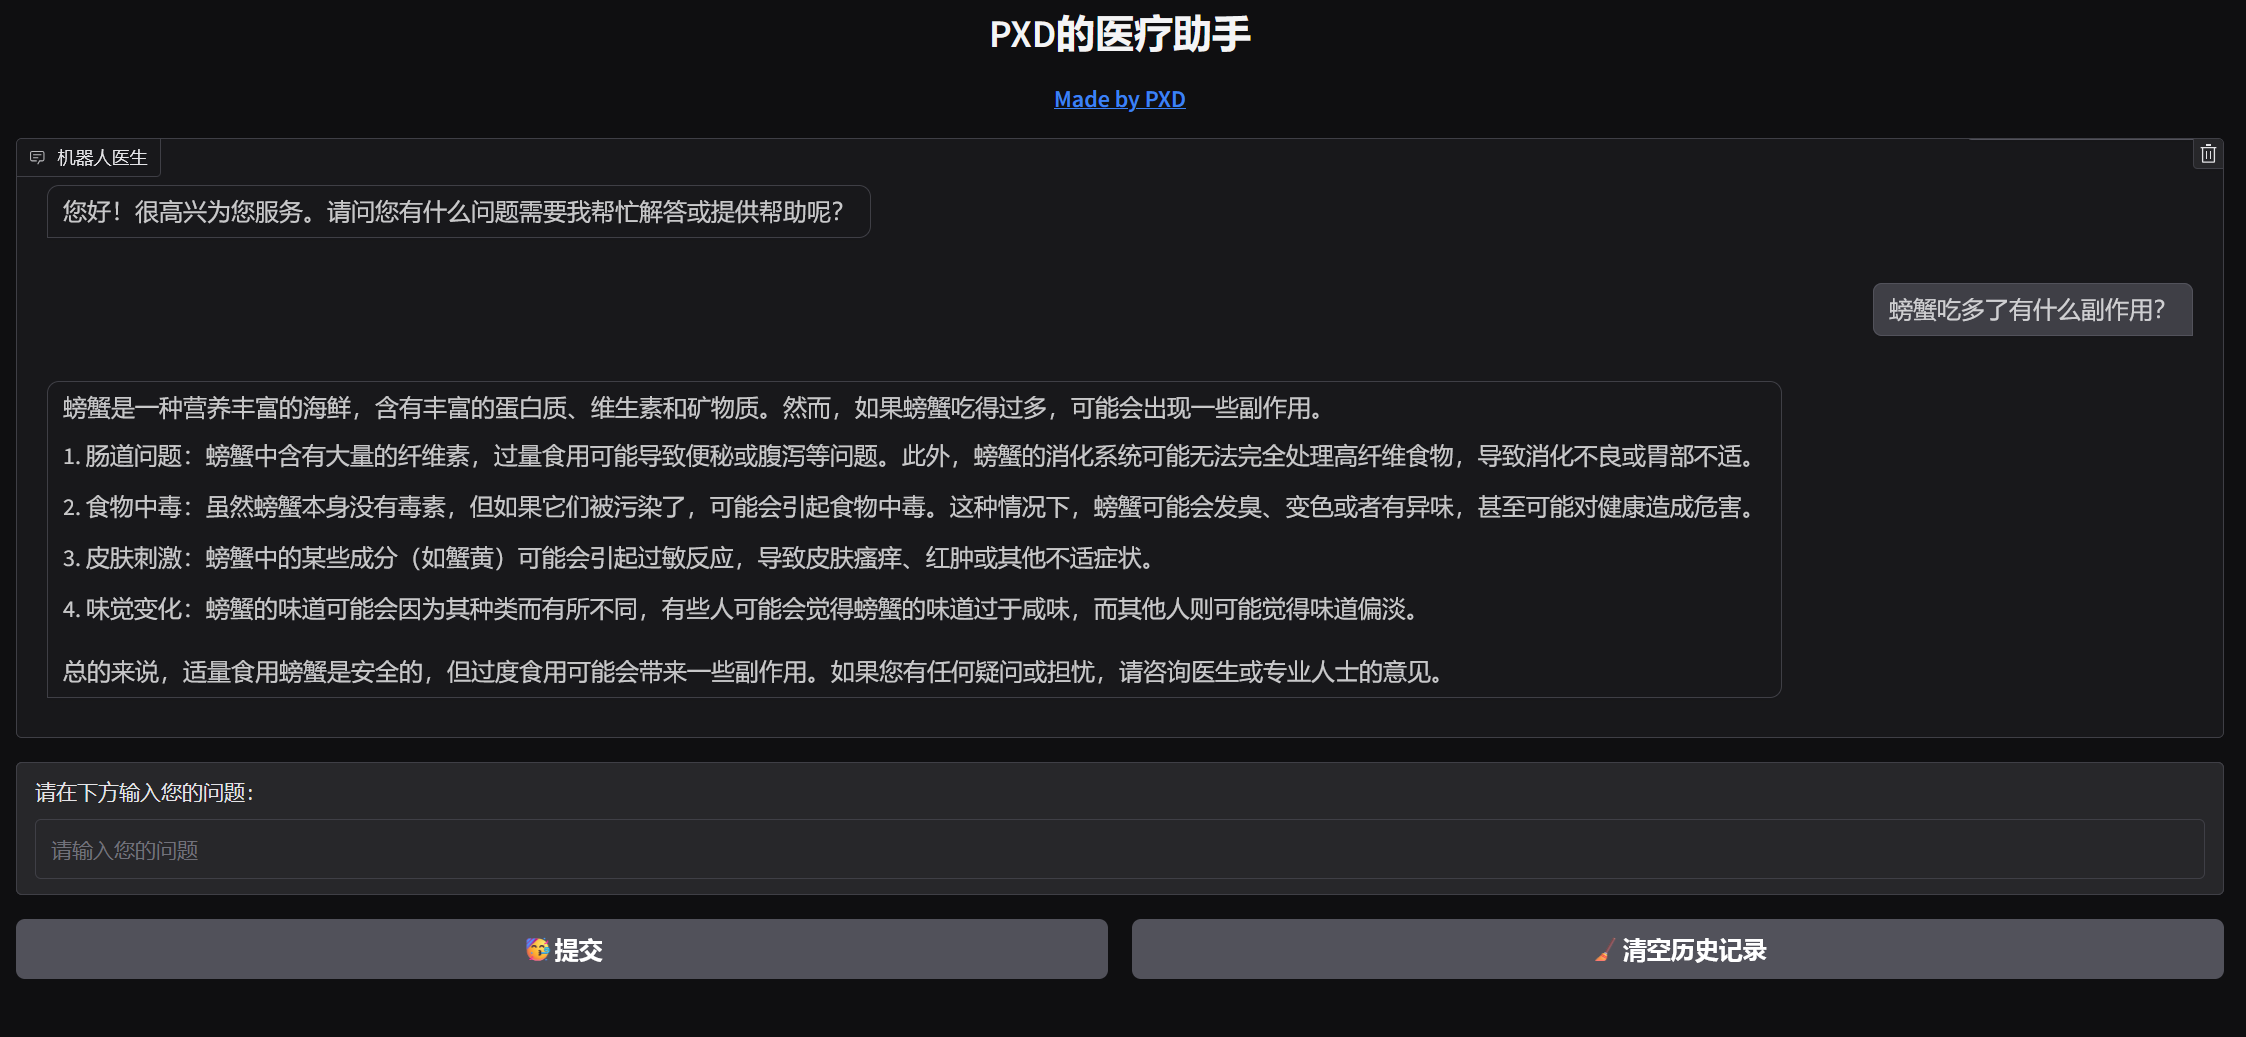 PXD的医疗助手
Made by PXD
机器人医生
您好！很高兴为您服务。请问您有什么问题需要我帮忙解答或提供帮助呢？
螃蟹吃多了有什么副作用？
螃蟹是一种营养丰富的海鲜，含有丰富的蛋白质、维生素和矿物质。然而，如果螃蟹吃得过多，可能会出现一些副作用。
1. 肠道问题：螃蟹中含有大量的纤维素，过量食用可能导致便秘或腹泻等问题。此外，螃蟹的消化系统可能无法完全处理高纤维食物，导致消化不良或胃部不适。
2. 食物中毒：虽然螃蟹本身没有毒素，但如果它们被污染了，可能会引起食物中毒。这种情况下，螃蟹可能会发臭、变色或者有异味，甚至可能对健康造成危害。
3. 皮肤刺激：螃蟹中的某些成分（如蟹黄）可能会引起过敏反应，导致皮肤瘙痒、红肿或其他不适症状。
4. 味觉变化：螃蟹的味道可能会因为其种类而有所不同，有些人可能会觉得螃蟹的味道过于咸味，而其他人则可能觉得味道偏淡。
总的来说，适量食用螃蟹是安全的，但过度食用可能会带来一些副作用。如果您有任何疑问或担忧，请咨询医生或专业人士的意见。
请在下方输入您的问题：
请输入您的问题
🥳 提交
🧹 清空历史记录